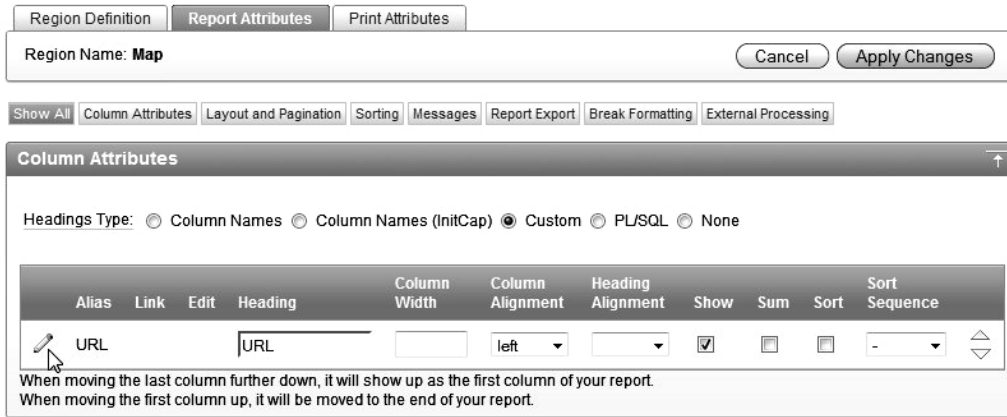 Region Definition Report Attributes Print Attributes
Region Name: Map Cancel Apply Changes
Show All Column Attributes Layout and Pagination Sorting Messages Report Export Break Formatting External Processing
Column Attributes
Headings Type: Column Names Column Names (InitCap) Custom PL/SQL None
Alias Link Edit Heading Column Width Column Alignment Heading Alignment Show Sum Sort Sort Sequence
URL URL left -
When moving the last column further down, it will show up as the first column of your report.
When moving the first column up, it will be moved to the end of your report.